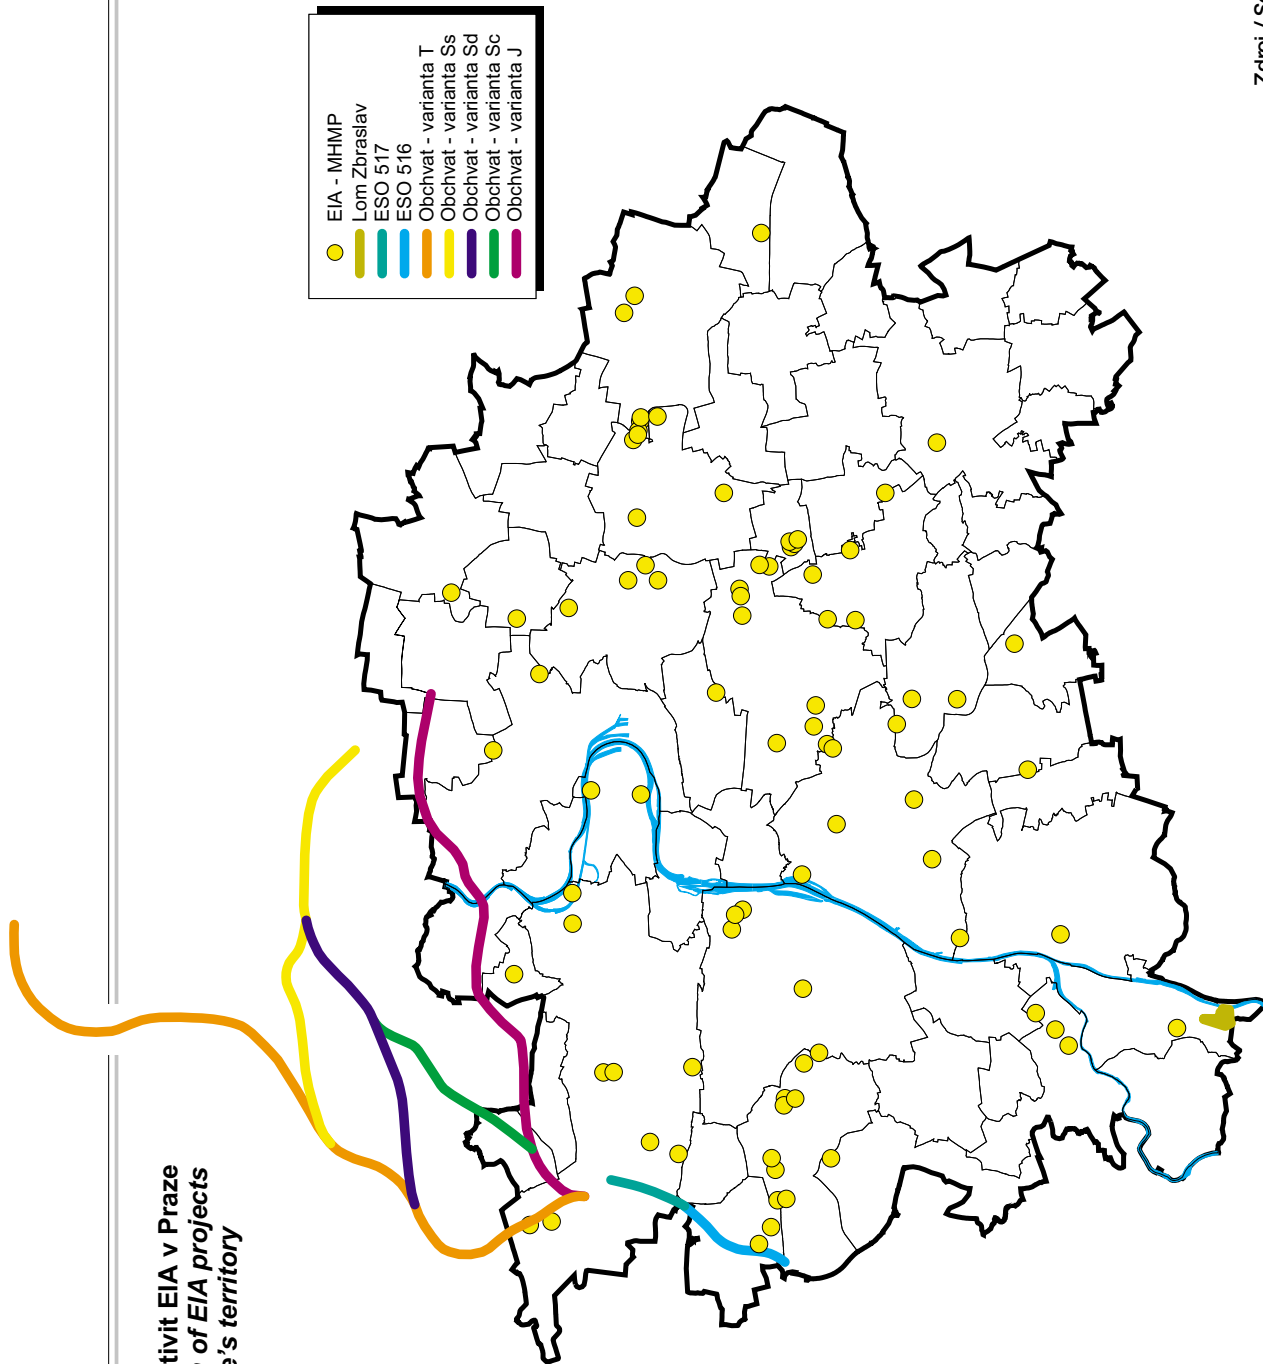 tivit EIA v Praze
of EIA projects
e's territory
EIA - MHMP
Lom Zbraslav
ESO 517
ESO 516
Obchvat - varianta T
Obchvat - varianta Ss
Obchvat - varianta Sd
Obchvat - varianta Sc
Obchvat - varianta J